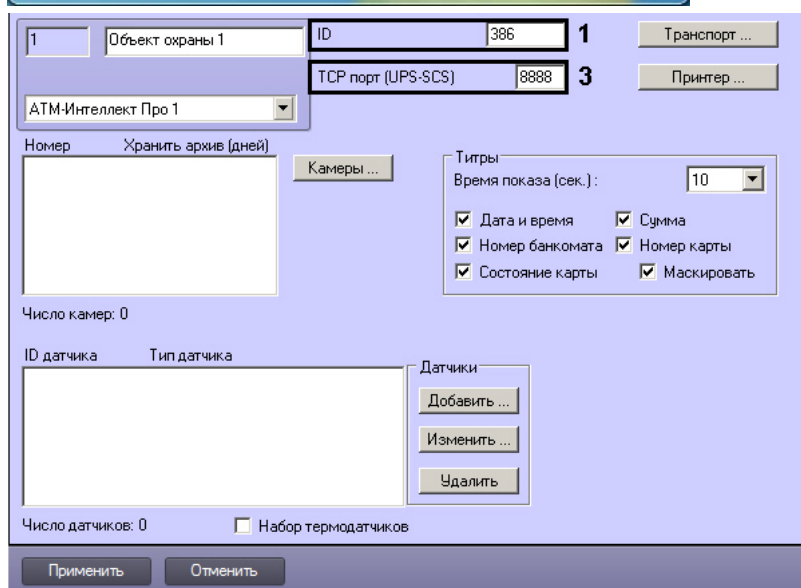 1 Объект охраны 1 ID 386 1 Транспорт ...
TCP порт (UPS-SCS) 8888 3 Принтер ...
АТМ-Интеллект Про 1
Номер Хранить архив (дней)
Камеры ...
Титры
Время показа (сек.) : 10
Дата и время Сумма
Номер банкомата Номер карты
Состояние карты Маскировать
Число камер: 0
ID датчика Тип датчика
Датчики
Добавить ...
Изменить ...
Удалить
Число датчиков: 0 Набор термодатчиков
Применить Отменить